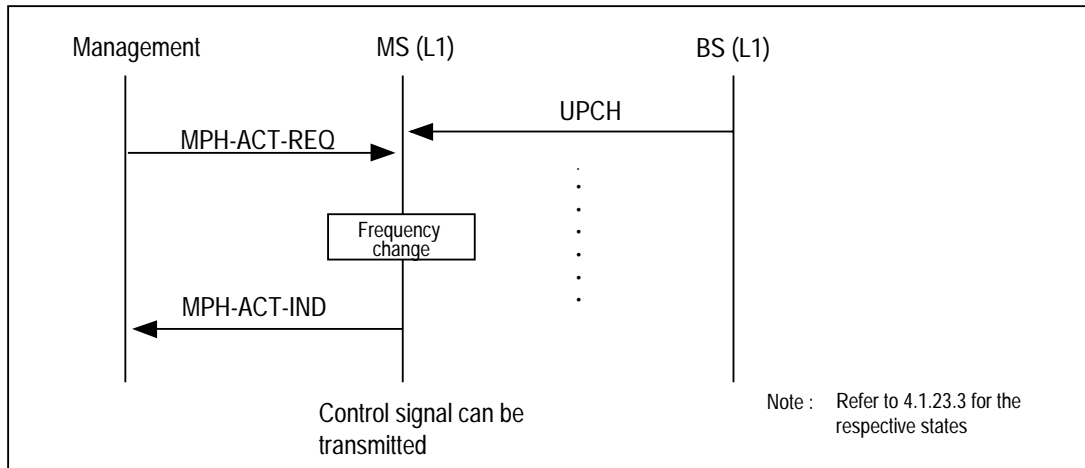 Management
MS (L1)
BS (L1)
UPCH
MPH-ACT-REQ
Frequency
change
MPH-ACT-IND
Control signal can be
transmitted
Note : Refer to 4.1.23.3 for the
respective states